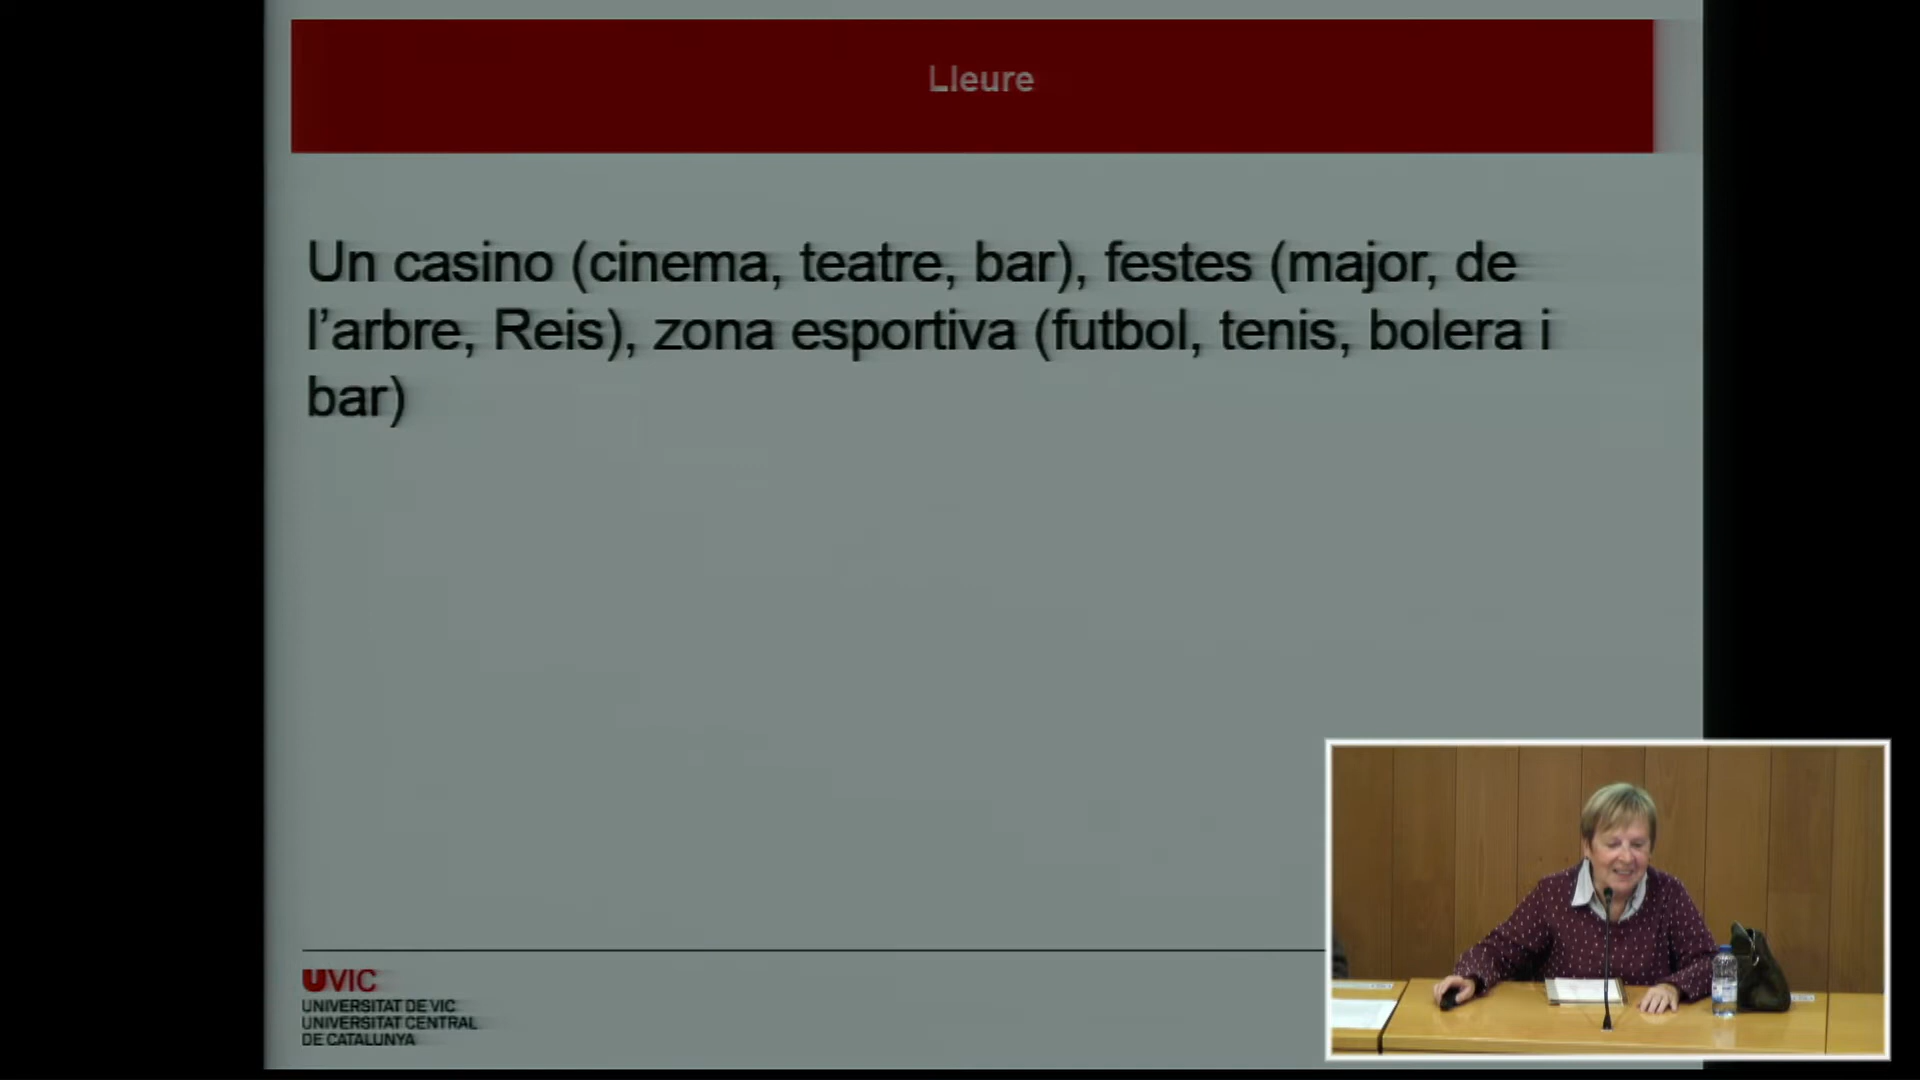 Lleure
Un casino (cinema, teatre, bar), festes (major, de
l’arbre, Reis), zona esportiva (futbol, tenis, bolera i
bar)
UVIC
UNIVERSITAT DE VIC
UNIVERSITAT CENTRAL
DE CATALUNYA